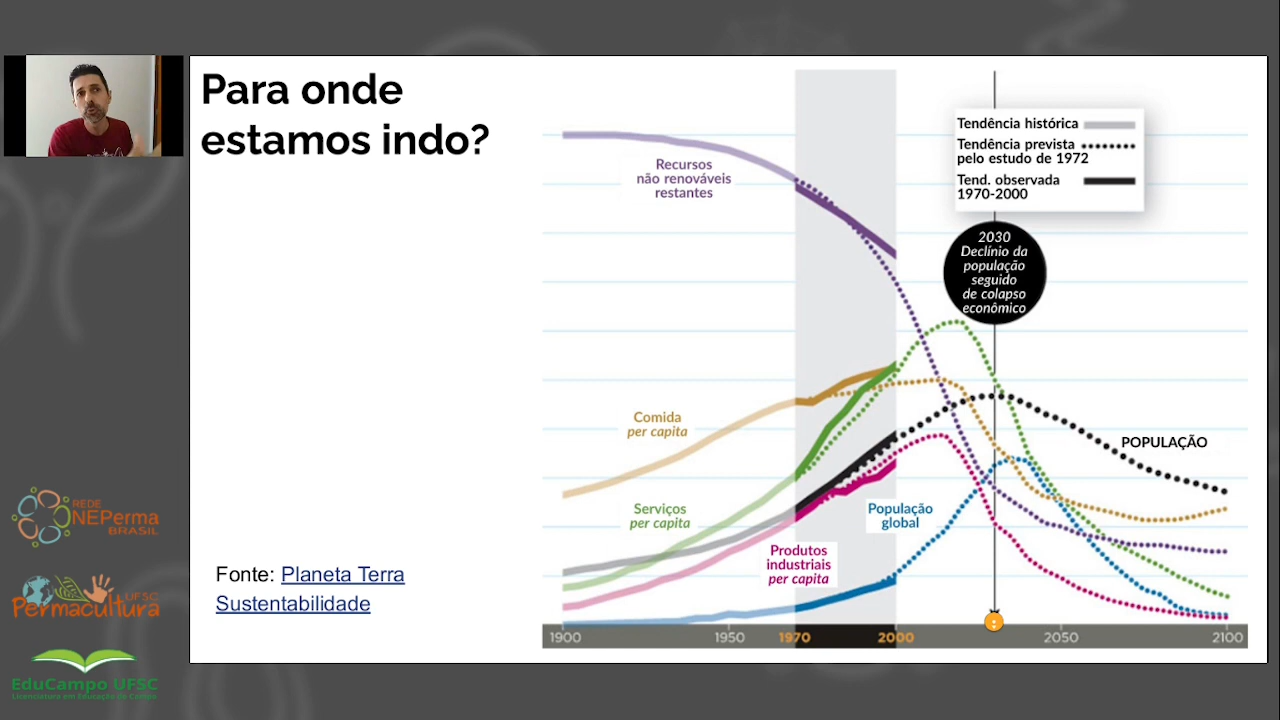 Para onde
estamos indo?
Tendência histórica
Tendência prevista
pelo estudo de 1972
Tend. observada
1970-2000
Recursos
não renováveis
restantes
2030
Declínio da
população
seguido
de colapso
econômico
Comida
per capita
POPULAÇÃO
Serviços
per capita
População
global
Produtos
industriais
per capita
1900
1950
1970
2000
2050
2100
Fonte: Planeta Terra
Sustentabilidade
REDE
NEPerma
BRASIL
UFSC
Permacultura
EduCampo UFSC
Licenciatura em Educação do Campo